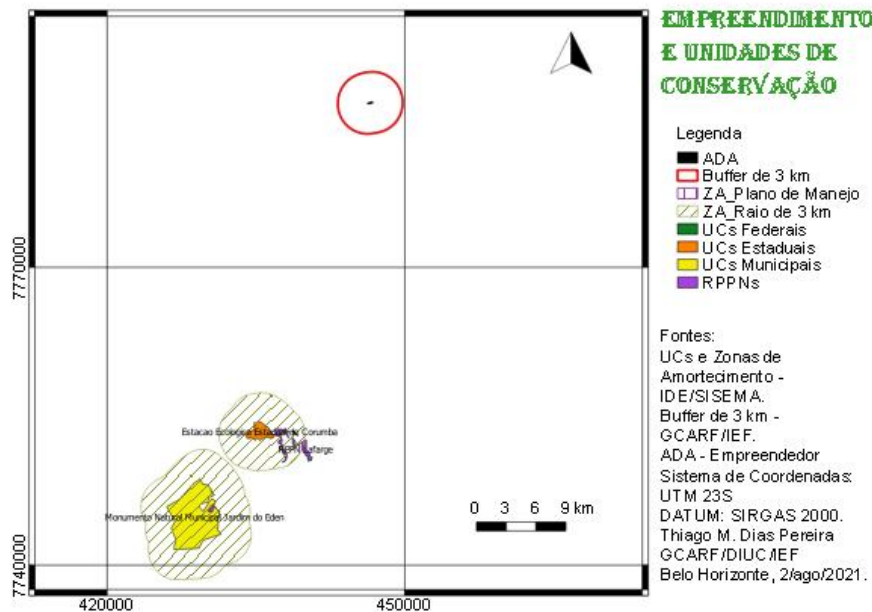 EMPREENDIMENTO
E UNIDADES DE
CONSERVAÇÃO
Legenda
ADA
Buffer de 3 km
ZA_Plano de Manejo
ZA_Raio de 3 km
UCs Federais
UCs Estaduais
UCs Municipais
RPPNs
Fontes:
UCs e Zonas de
Amortecimento -
IDE/SISEMA.
Buffer de 3 km -
GCARF/IEF.
ADA - Empreendedor
Sistema de Coordenadas:
UTM 23S
DATUM: SIRGAS 2000.
Thiago M. Dias Pereira
GCARF/DIUC/IEF
Belo Horizonte, 2/ago/2021.
7770000
Estacao Ecologica Estadual de Corumba
RPPN Lafarge
Monumento Natural Municipal Jardim do Eden
0 3 6 9 km
7740000
420000 450000